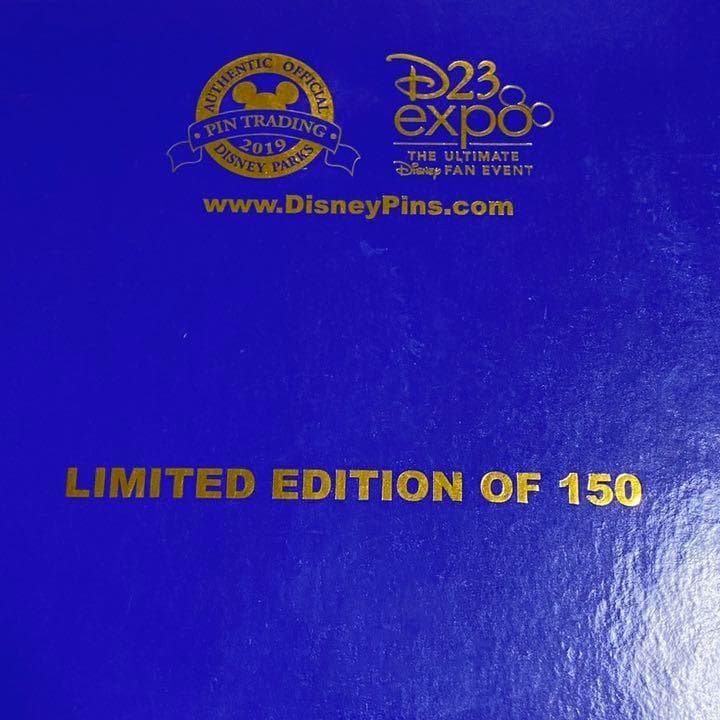 AUTHENTIC OFFICIAL
• PIN TRADING •
2019
DISNEY PARKS
D23
expo
THE ULTIMATE
Disney FAN EVENT
www.DisneyPins.com
LIMITED EDITION OF 150